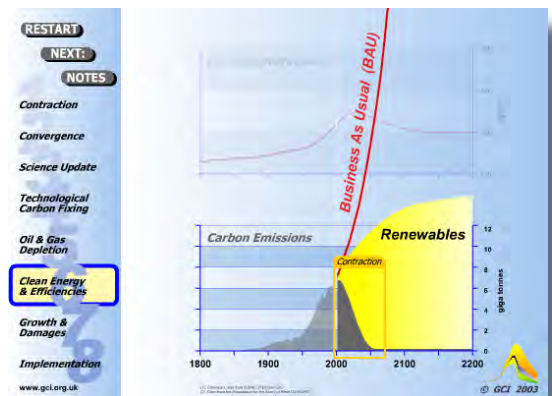 RESTART
NEXT:
NOTES
Contraction
Convergence
Science Update
Technological
Carbon Fixing
Oil & Gas
Depletion
Clean Energy
& Efficiencies
Growth &
Damages
Implementation
www.gci.org.uk
Business As Usual (BAU)
Carbon Emissions
Renewables
Contraction
12
10
8
6
4
2
0
giga tonnes
1800
1900
2000
2100
2200
© GCI 2003